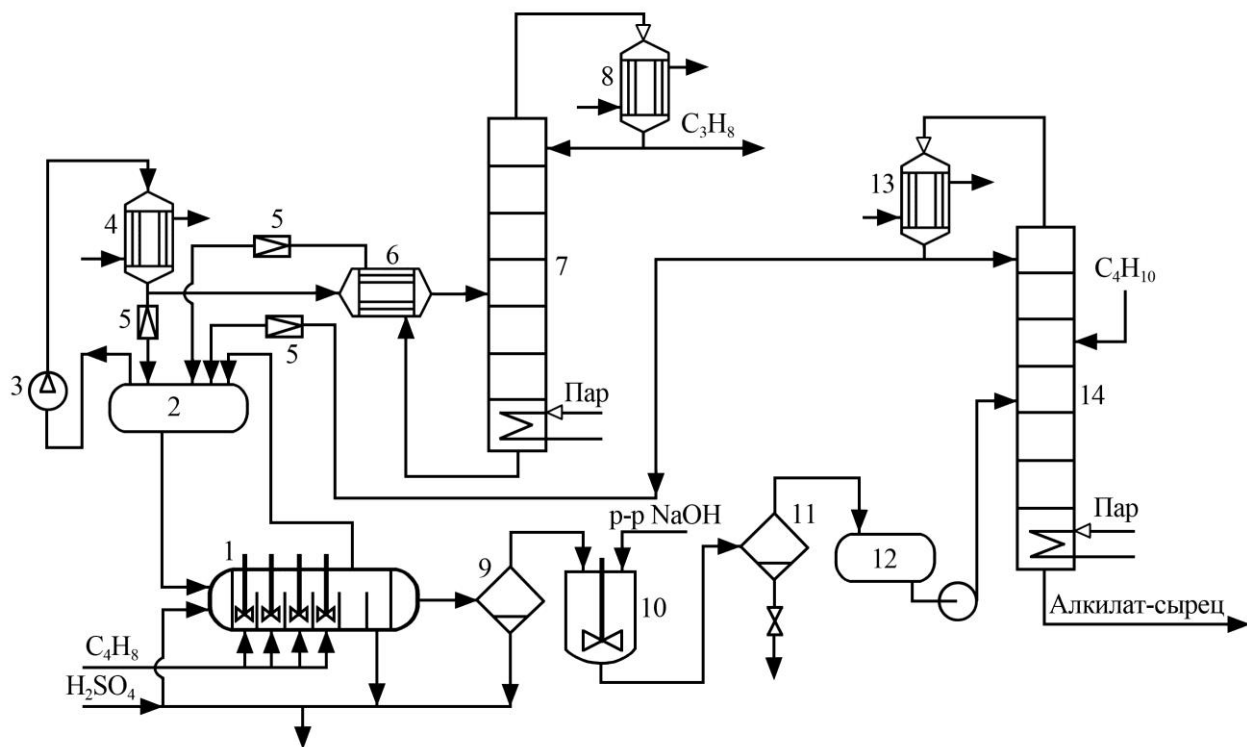 8
C₃H₈
4
5
6
7
13
C₄H₁₀
5
5
3
2
Пар
14
р-р NaOH
11
Пар
1
9
12
10
Алкилат-сырец
C₄H₈
H₂SO₄